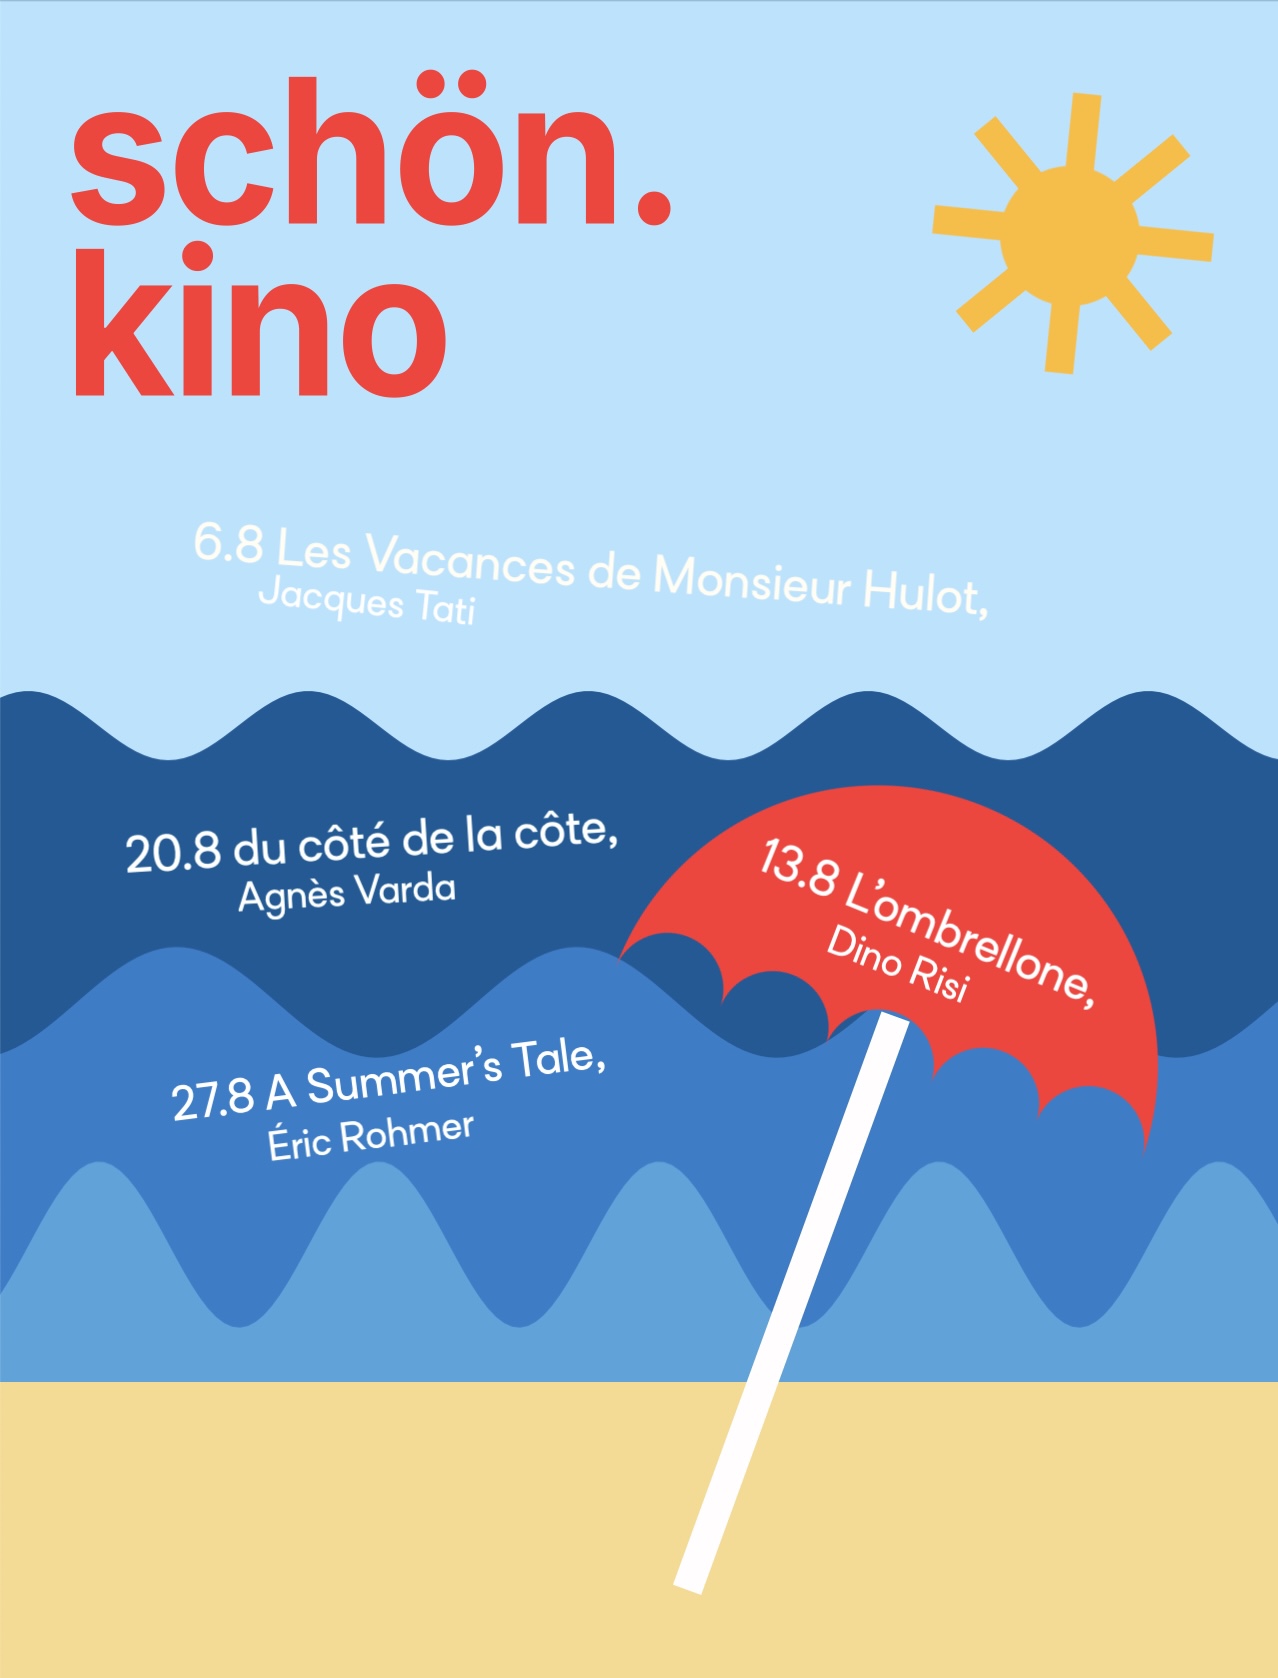 schön.
kino
6.8 Les Vacances de Monsieur Hulot,
Jacques Tati
20.8 du côté de la côte,
Agnès Varda
13.8 L’ombrellone,
Dino Risi
27.8 A Summer’s Tale,
Éric Rohmer